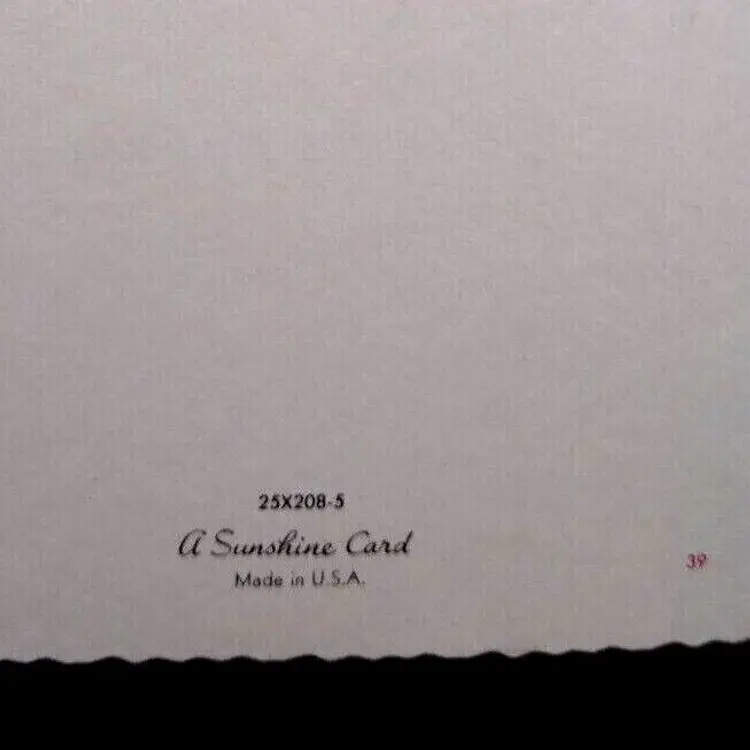 25X208-5
A Sunshine Card
Made in U.S.A.
39